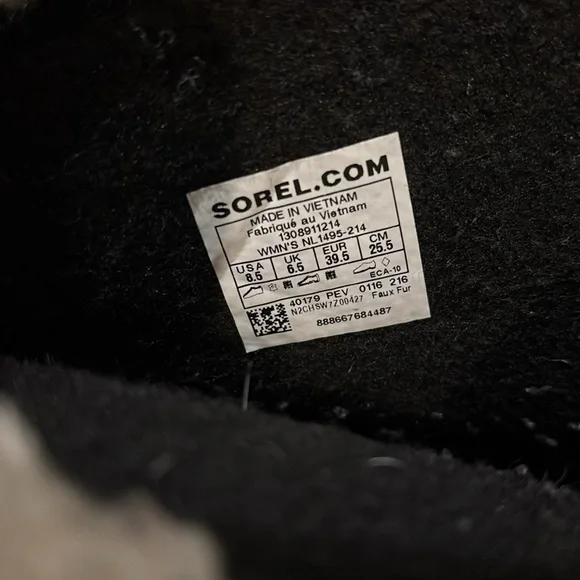 SOREL.COM
MADE IN VIETNAM
Fabriqué au Vietnam
1308911214
WMN'S NL1495-214
USA UK EUR CM
8.5 6.5 39.5 25.5
ECA-10
40179 PEV 0116 216
N2CHSW7Z00427 Faux Fur
888667684487